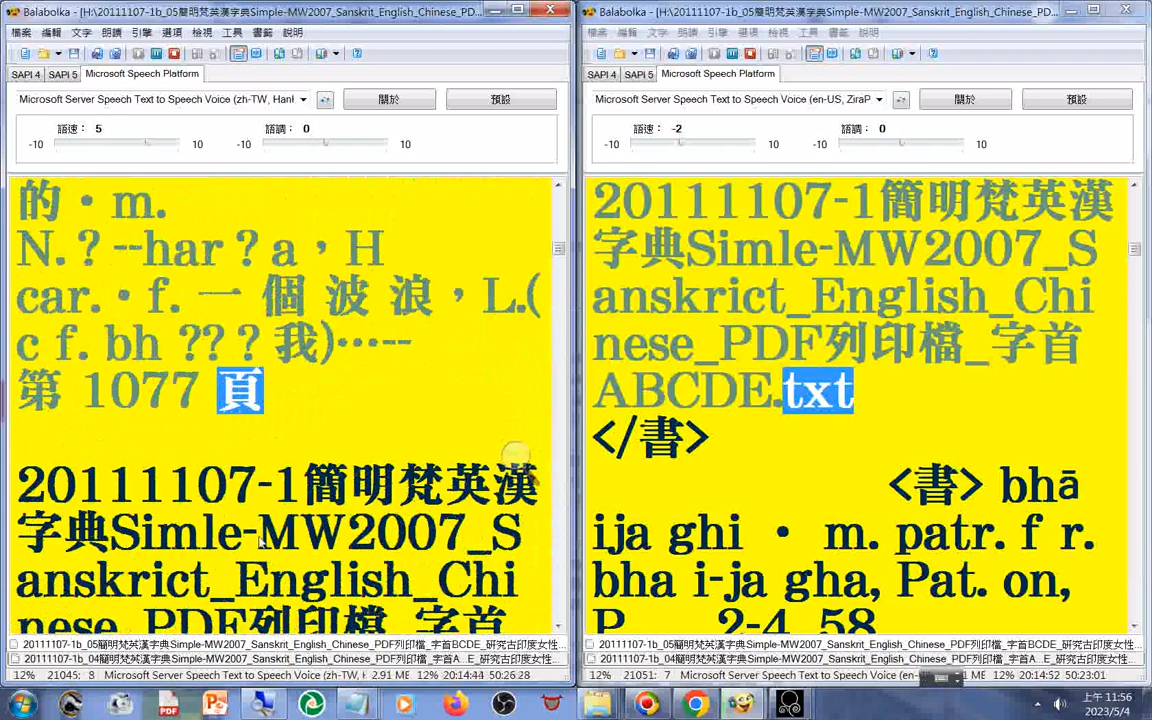 Balabolka - [H:\20111107-1b_05簡明梵英漢字典Simple-MW2007_Sanskrit_English_Chinese_PD...
檔案 編輯 文字 朗讀 引擎 選項 檢視 工具 書籤 說明
SAPI 4 SAPI 5 Microsoft Speech Platform
Microsoft Server Speech Text to Speech Voice (zh-TW, HanH
關於
預設
語速： 5
語調： 0
-10 10 -10 10
的・m.
N.？--har？a，H
car.・f. 一 個 波 浪，L.(
c f. bh ??？我)⋯--
第 1077 頁
20111107-1簡明梵英漢
字典Simle-MW2007_S
anskrict_English_Chi
nese_PDF列印檔_字首
20111107-1b_05簡明梵英漢字典Simple-MW2007_Sanskrit_English_Chinese_PDF列印檔_字首BCDE_研究古印度女性...
20111107-1b_04簡明梵英漢字典Simple-MW2007_Sanskrit_English_Chinese_PDF列印檔_字首A...E_研究古印度女性...
12% 21045: 8 Microsoft Server Speech Text to Speech Voice (zh-TW, 2.91 ME 12% 20:14:44 50:26:28
Balabolka - [H:\20111107-1b_05簡明梵英漢字典Simple-MW2007_Sanskrit_English_Chinese_PD...
檔案 編輯 文字 朗讀 引擎 選項 檢視 工具 書籤 說明
SAPI 4 SAPI 5 Microsoft Speech Platform
Microsoft Server Speech Text to Speech Voice (en-US, ZiraP
關於
預設
語速： -2
語調： 0
-10 10 -10 10
20111107-1簡明梵英漢
字典Simle-MW2007_S
anskrict_English_Chi
nese_PDF列印檔_字首
ABCDE.txt
</書>
<書> bhā
ija ghi ・ m. patr. f r.
bha i-ja gha, Pat. on,
P 2-4 58
20111107-1b_05簡明梵英漢字典Simple-MW2007_Sanskrit_English_Chinese_PDF列印檔_字首BCDE_研究古印度女性...
20111107-1b_04簡明梵英漢字典Simple-MW2007_Sanskrit_English_Chinese_PDF列印檔_字首A...E_研究古印度女性...
12% 21051: 7 Microsoft Server Speech Text to Speech Voice ME 12% 20:14:52 50:23:01
上午 11:56
2023/5/4